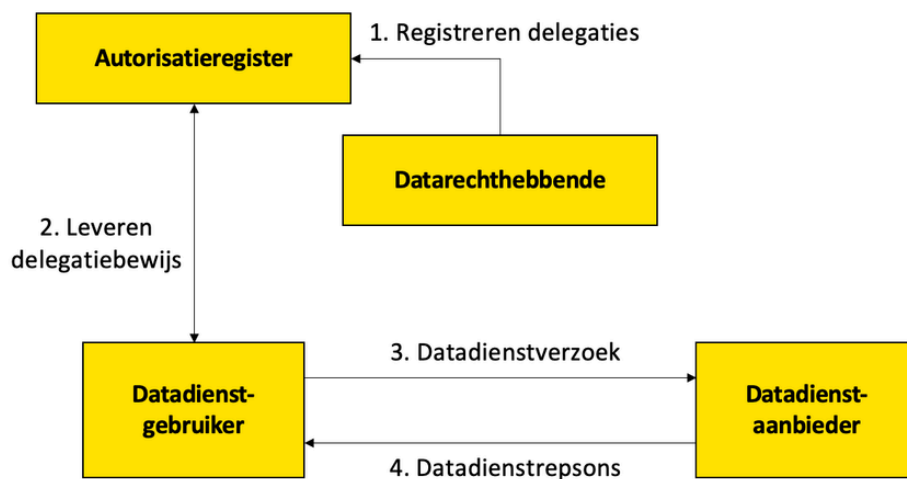 1. Registreren delegaties
Autorisatieregister
Datarechthebbende
2. Leveren
delegatiebewijs
3. Datadienstverzoek
Datadienst-
gebruiker
Datadienst-
aanbieder
4. Datadienstrepsons